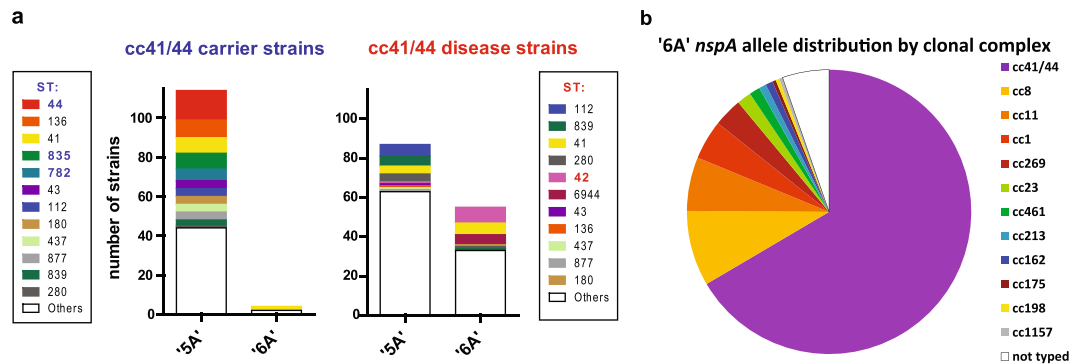 a
cc41/44 carrier strains
ST:
44
136
41
835
782
43
112
180
437
877
839
280
Others
number of strains
100
80
60
40
20
0
'5A'
'6A'
cc41/44 disease strains
100
80
60
40
20
0
'5A'
'6A'
ST:
112
839
41
280
42
6944
43
136
437
877
180
Others
b
'6A' nspA allele distribution by clonal complex
cc41/44
cc8
cc11
cc1
cc269
cc23
cc461
cc213
cc162
cc175
cc198
cc1157
not typed